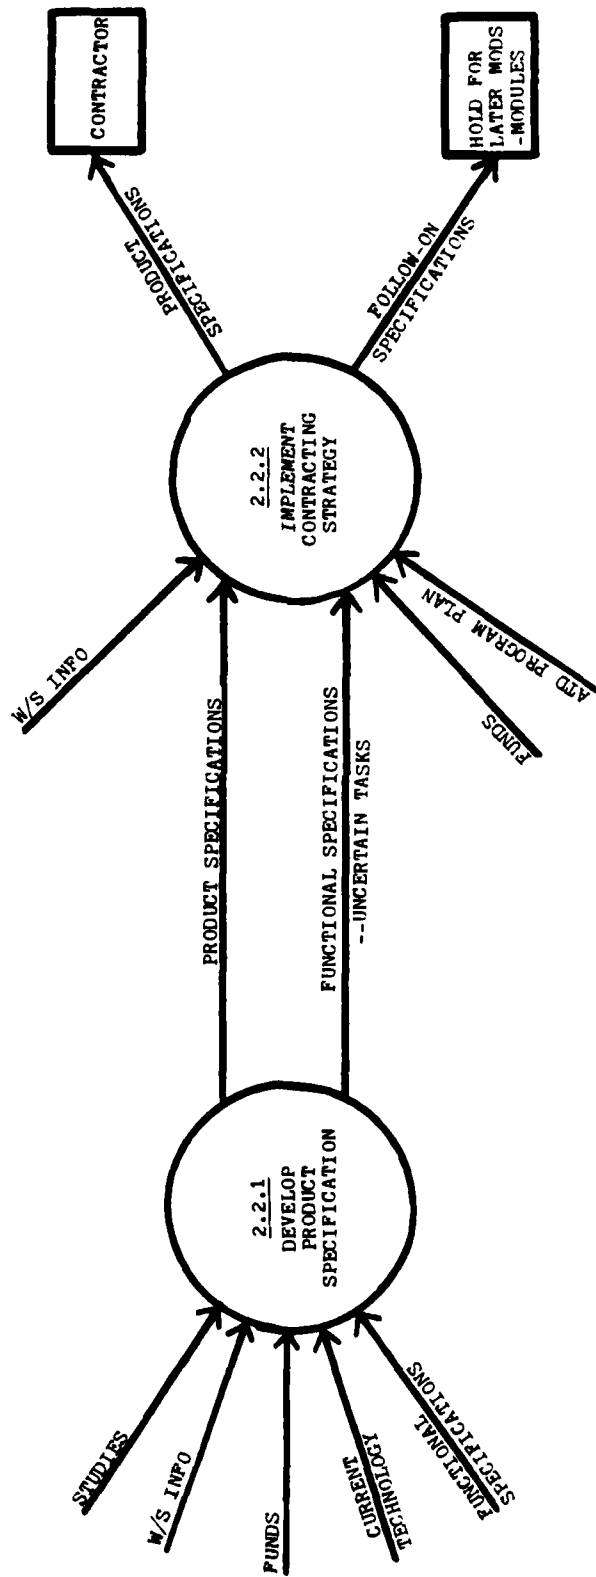 STUDIES
W/S INFO
FUNDS
CURRENT
TECHNOLOGY
FUNCTIONAL
SPECIFICATIONS
2.2.1
DEVELOP
PRODUCT
SPECIFICATION
PRODUCT SPECIFICATIONS
FUNCTIONAL SPECIFICATIONS
--UNCERTAIN TASKS
W/S INFO
FUNDS
ATD PROGRAM PLAN
2.2.2
IMPLEMENT
CONTRACTING
STRATEGY
PRODUCT
SPECIFICATIONS
FOLLOW-ON
SPECIFICATIONS
CONTRACTOR
HOLD FOR
LATER MODS
-MODULES